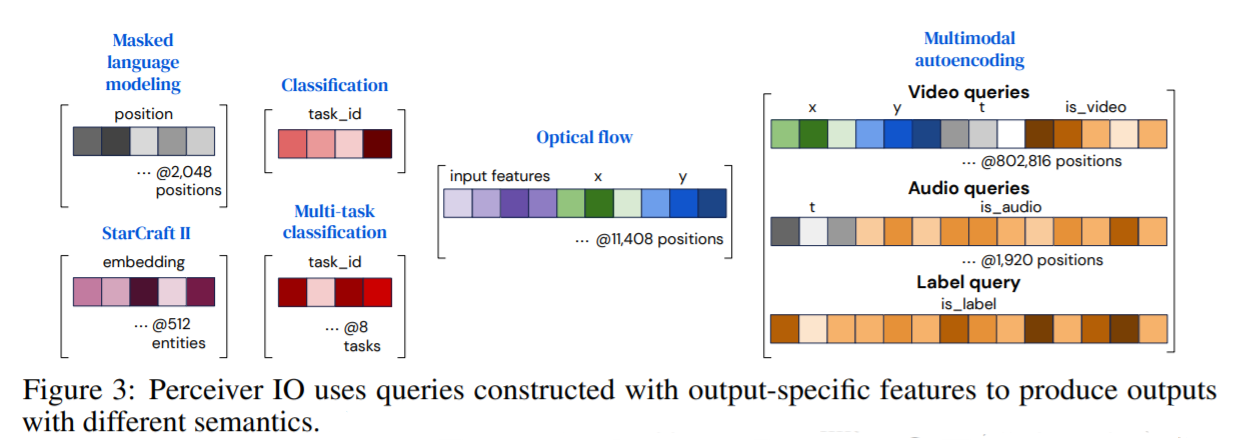 Masked
language
modeling
position
... @2,048
positions
Classification
task_id
StarCraft II
embedding
... @512
entities
Multi-task
classification
task_id
... @8
tasks
Optical flow
input features x y
... @11,408 positions
Multimodal
autoencoding
Video queries
x y t is_video
... @802,816 positions
Audio queries
t is_audio
... @1,920 positions
Label query
is_label
Figure 3: Perceiver IO uses queries constructed with output-specific features to produce outputs
with different semantics.